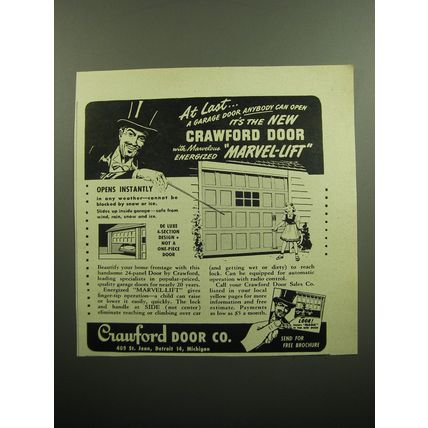 At Last...
A GARAGE DOOR ANYBODY CAN OPEN
IT'S THE NEW
CRAWFORD DOOR
with Marvelous
ENERGIZED "MARVEL-LIFT"
OPENS INSTANTLY
in any weather—cannot be
blocked by snow or ice.
Slides up inside garage—safe from
wind, rain, snow and ice.
DE LUXE
4-SECTION
DESIGN •
NOT A
ONE-PIECE
DOOR
Beautify your home frontage with this
handsome 24-panel Door by Crawford,
leading specialists in popular-priced,
quality garage doors for nearly 20 years.
Energized "MARVEL-LIFT" gives
finger-tip operation—a child can raise
or lower it easily, quickly. The lock
and handle at SIDE (not center)
eliminate reaching or climbing over car
(and getting wet or dirty) to reach
lock. Can be equipped for automatic
operation with radio control.
Call your Crawford Door Sales Co.
listed in your local
yellow pages for more
information and free
estimate. Payments
as low as $5 a month.
LOOK!
Crawford DOOR CO.
409 St. Jean, Detroit 14, Michigan
SEND FOR
FREE BROCHURE